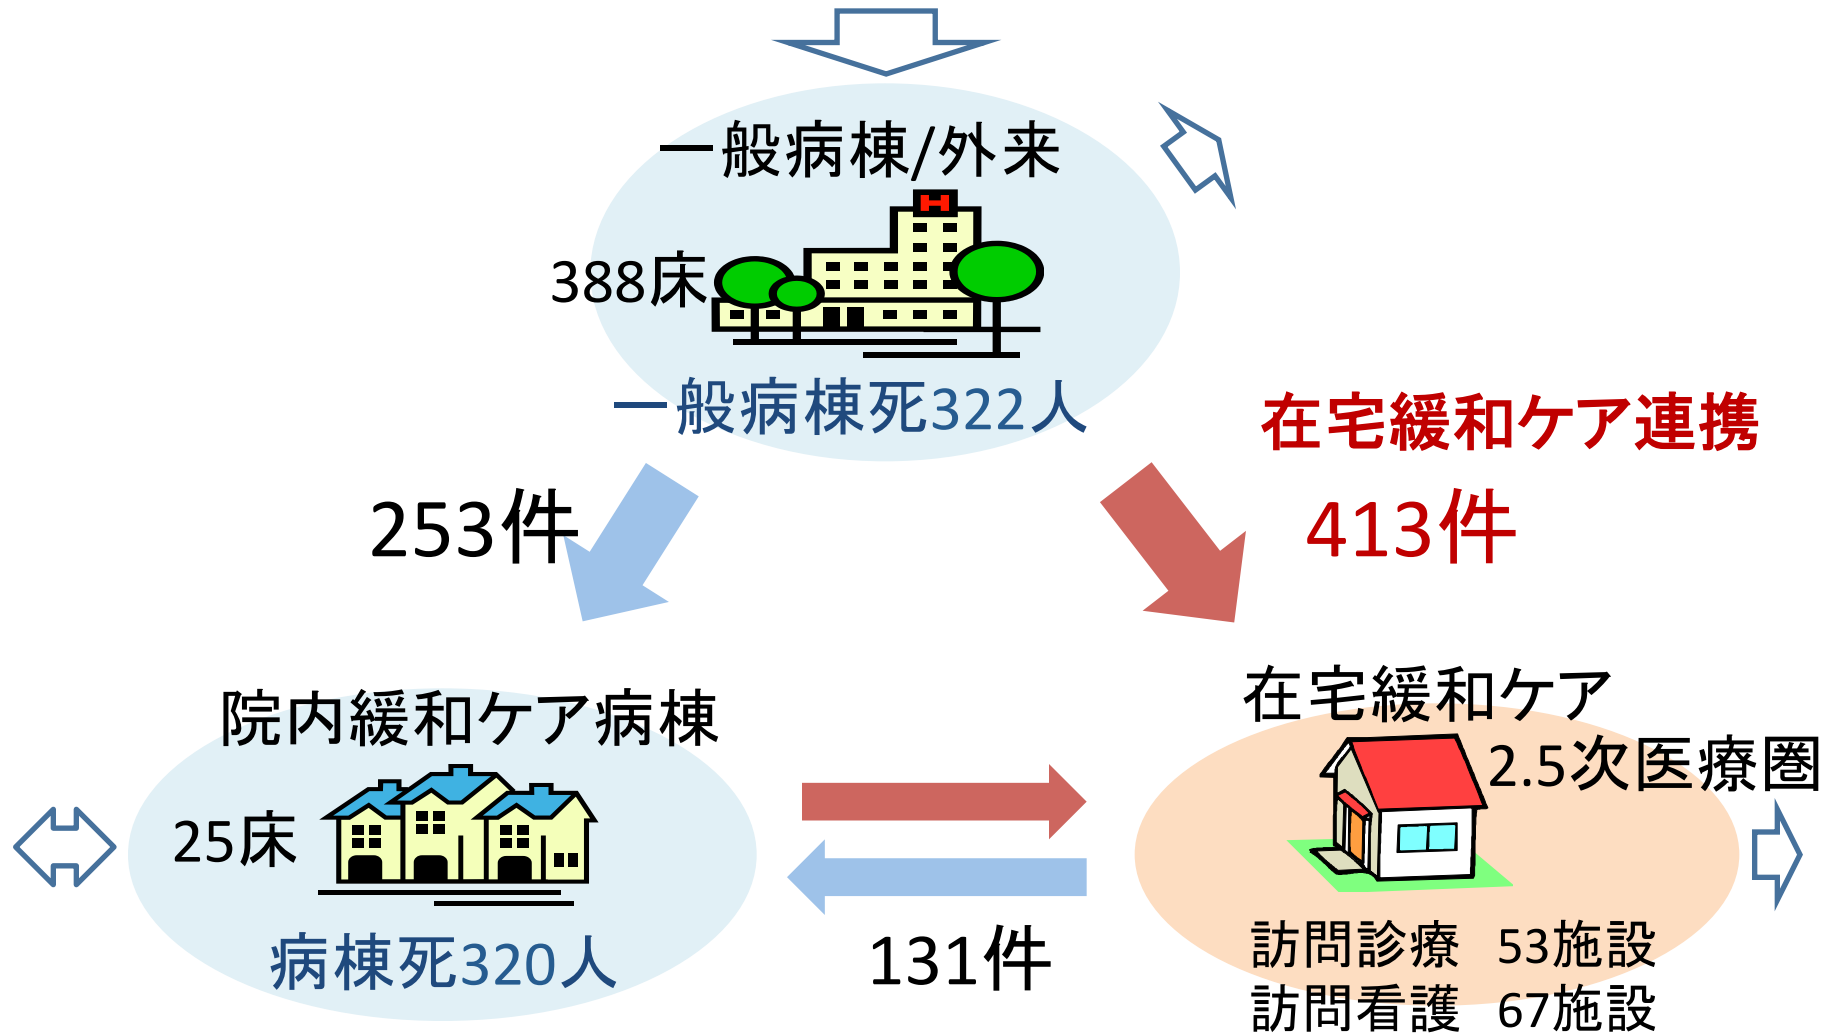 一般病棟/外来
388床
一般病棟死322人
在宅緩和ケア連携
253件
413件
院内緩和ケア病棟
25床
病棟死320人
131件
在宅緩和ケア
2.5次医療圏
訪問診療 53施設
訪問看護 67施設
H